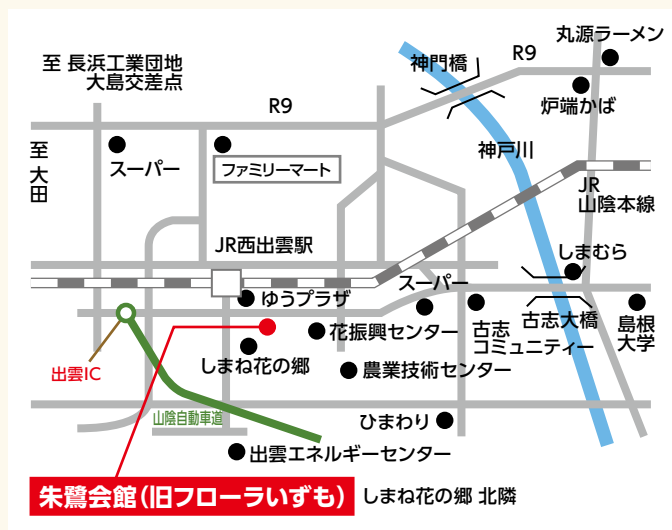 丸源ラーメン
至 長浜工業団地
大島交差点
神門橋
R9
R9
炉端かば
至
大
田
スーパー
ファミリーマート
神戸川
JR
山陰本線
JR西出雲駅
しまむら
スーパー
ゆうプラザ
花振興センター
古志
コミュニティー
古志大橋
島根
大学
しまね花の郷
農業技術センター
出雲IC
山陰自動車道
ひまわり
出雲エネルギーセンター
朱鷺会館(旧フローラいずも)
しまね花の郷 北隣